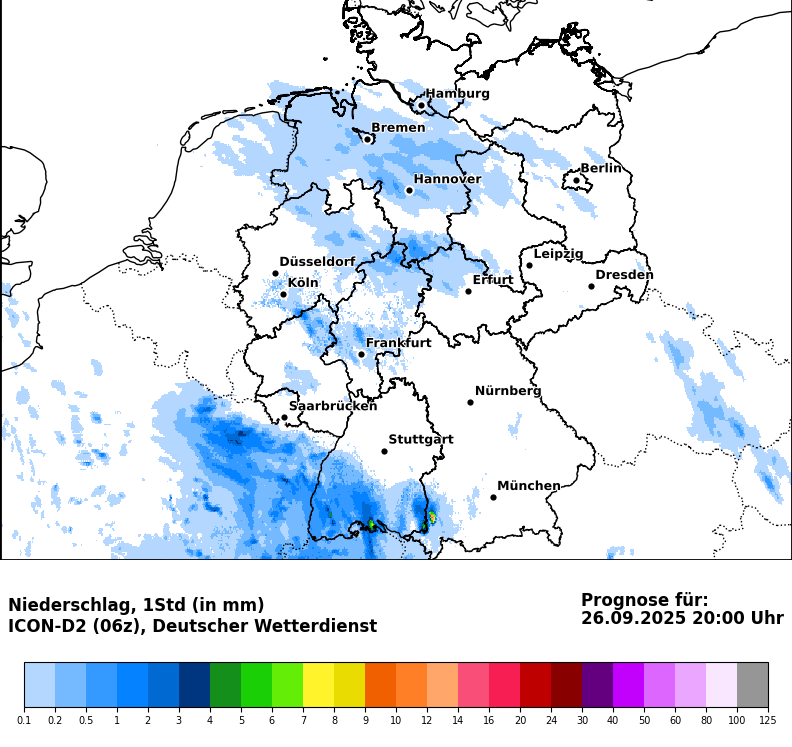 Hamburg
Bremen
Berlin
Hannover
Leipzig
Düsseldorf
Dresden
Köln
Erfurt
Frankfurt
Nürnberg
Saarbrücken
Stuttgart
München
Niederschlag, 1Std (in mm)
ICON-D2 (06z), Deutscher Wetterdienst
Prognose für:
26.09.2025 20:00 Uhr
0.1 0.2 0.5 1 2 3 4 5 6 7 8 9 10 12 14 16 20 24 30 40 50 60 80 100 125